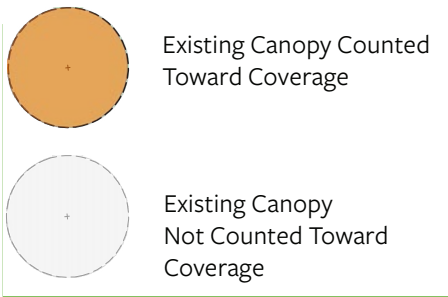 Existing Canopy Counted
Toward Coverage
Existing Canopy
Not Counted Toward
Coverage